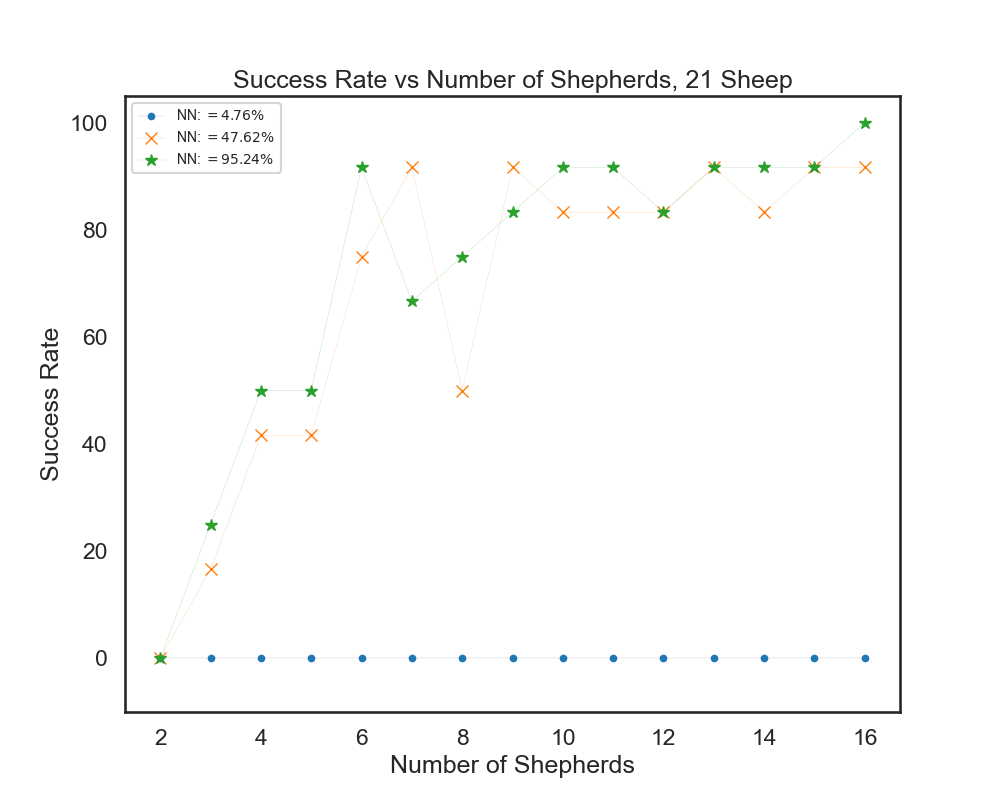 Success Rate vs Number of Shepherds, 21 Sheep
NN: = 4.76%
NN: = 47.62%
NN: = 95.24%
100
80
60
40
20
0
Success Rate
2 4 6 8 10 12 14 16
Number of Shepherds